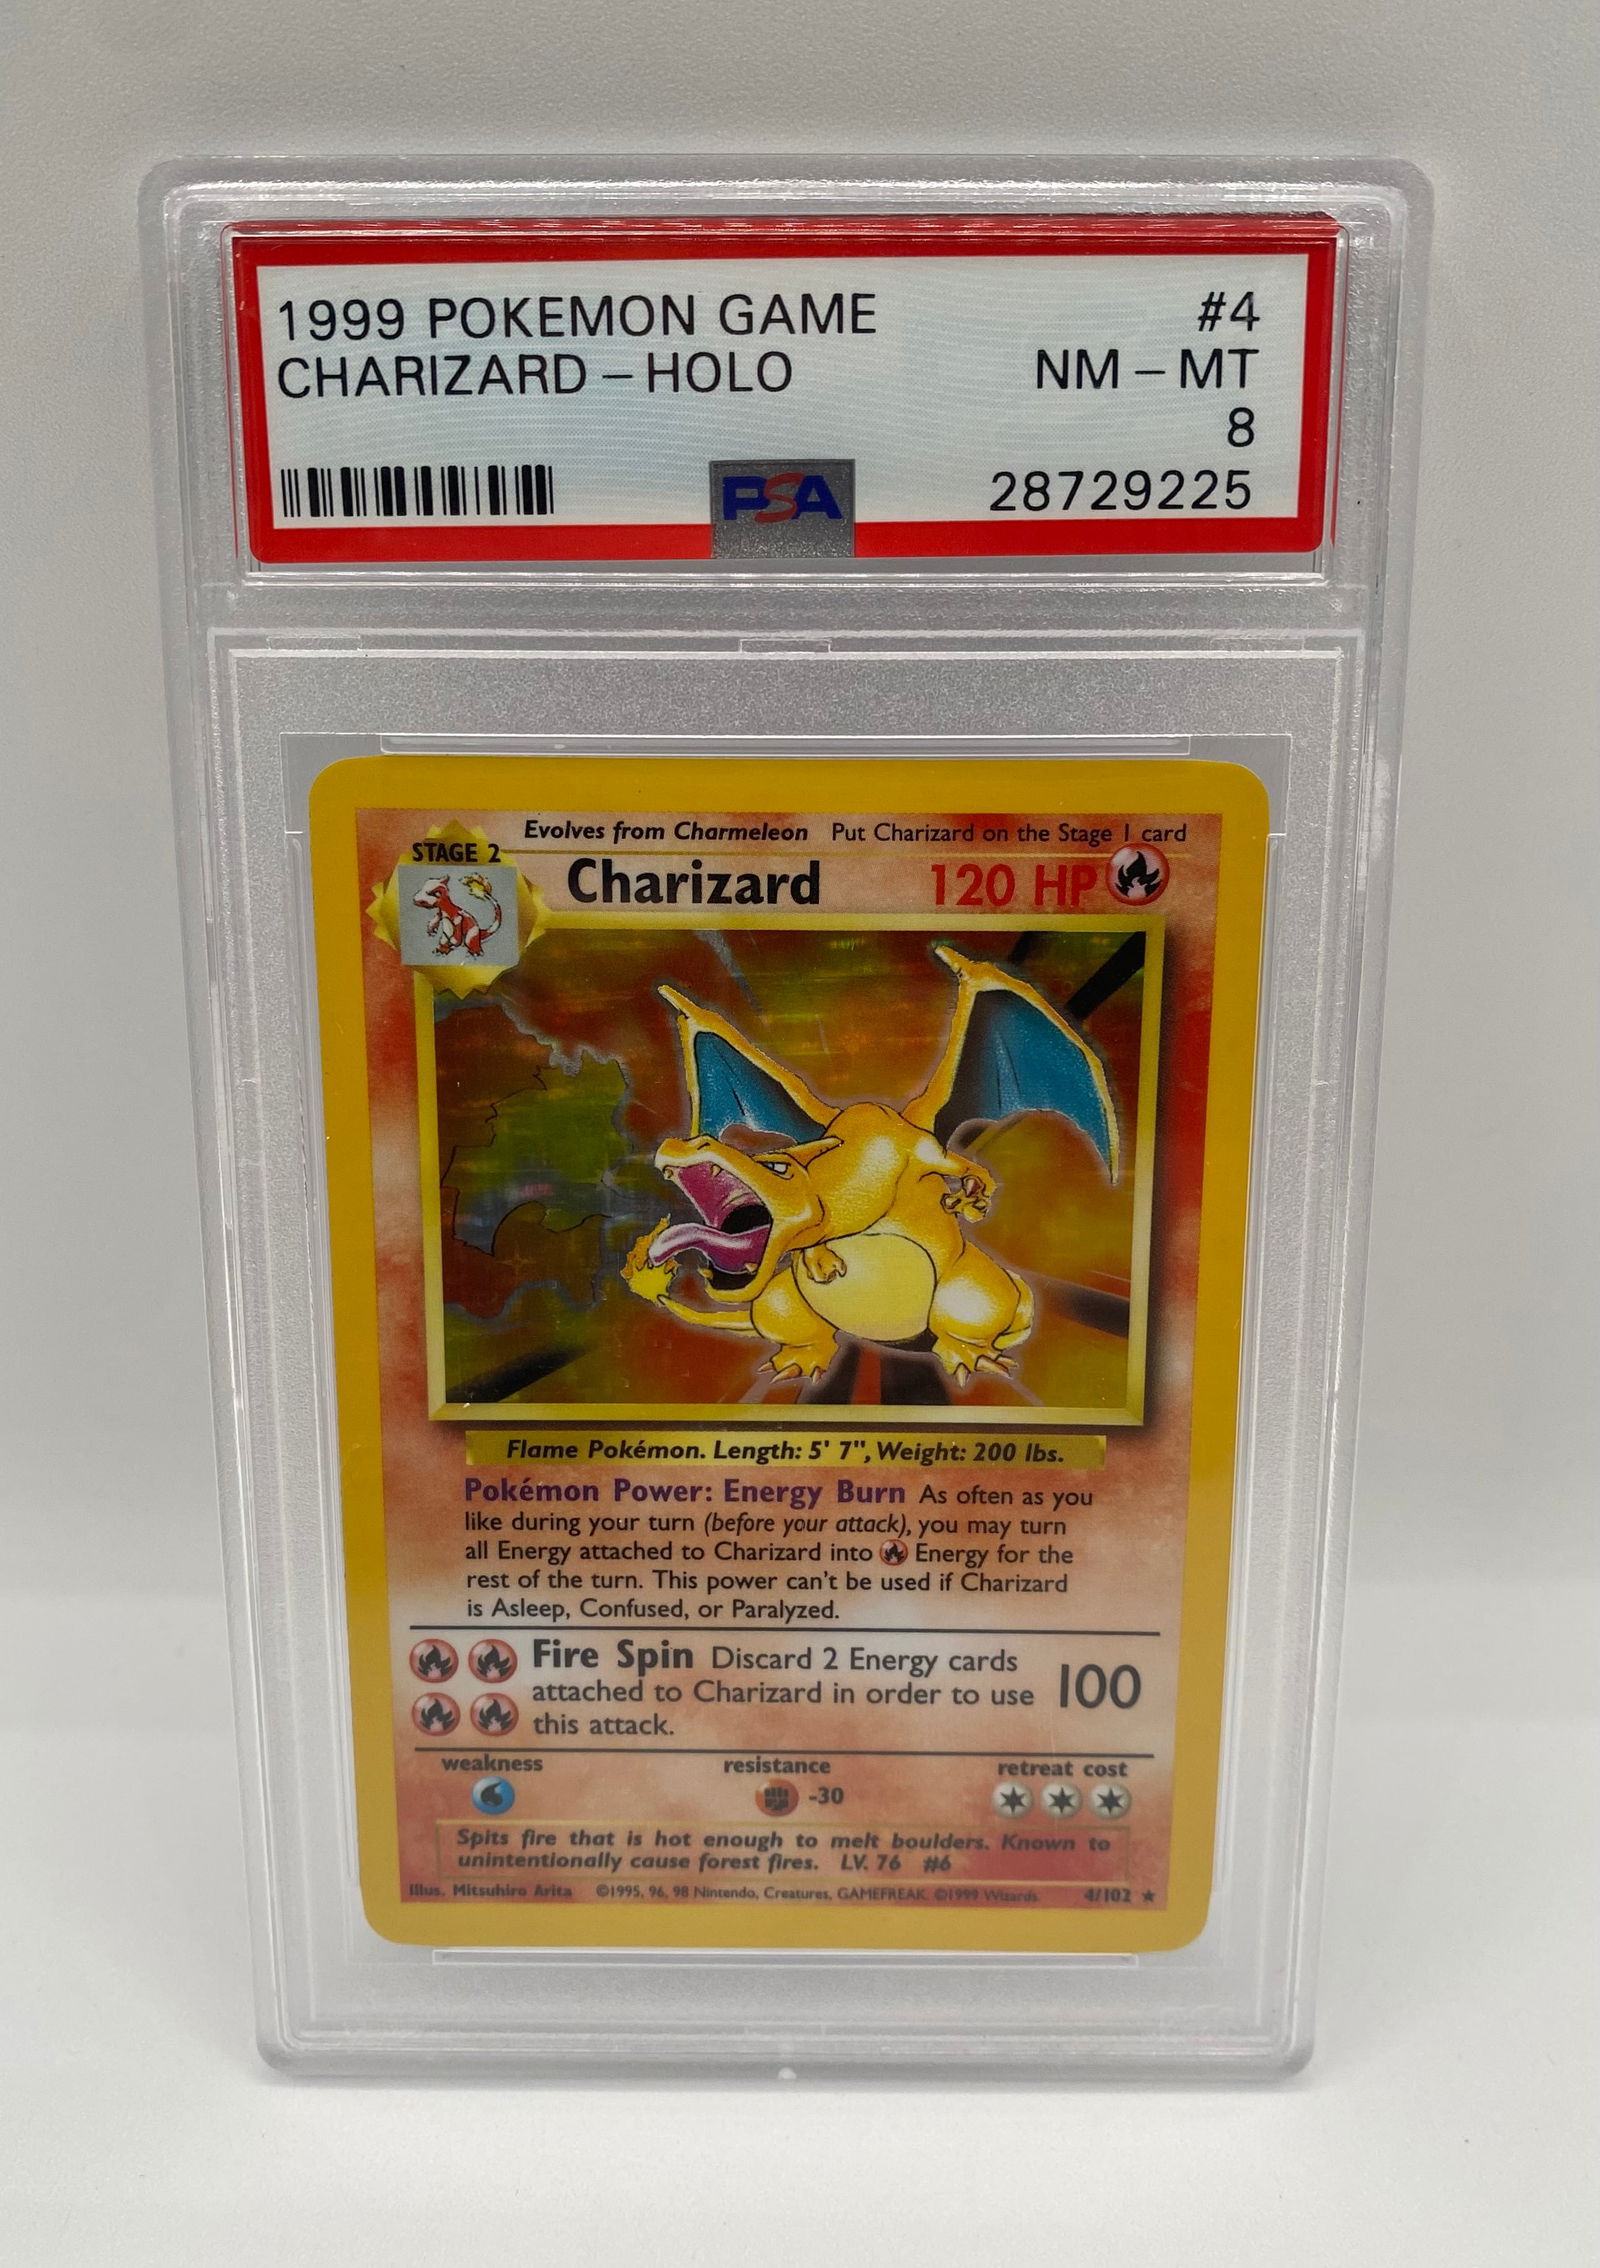 1999 POKEMON GAME #4
CHARIZARD – HOLO NM – MT
8
PSA 28729225
Evolves from Charmeleon Put Charizard on the Stage 1 card
STAGE 2
Charizard 120 HP
Flame Pokémon. Length: 5' 7", Weight: 200 lbs.
Pokémon Power: Energy Burn As often as you
like during your turn (before your attack), you may turn
all Energy attached to Charizard into Energy for the
rest of the turn. This power can't be used if Charizard
is Asleep, Confused, or Paralyzed.
Fire Spin Discard 2 Energy cards
attached to Charizard in order to use 100
this attack.
weakness resistance retreat cost
-30
Spits fire that is hot enough to melt boulders. Known to
unintentionally cause forest fires. LV. 76 #6
Illus. Mitsuhiro Arita ©1995, 96, 98 Nintendo, Creatures, GAMEFREAK. ©1999 Wizards. 4/102 ★